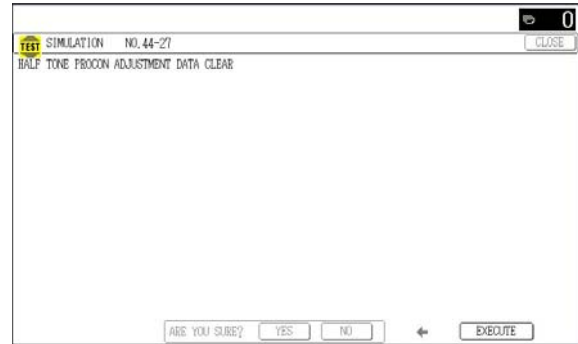 0
TEST SIMULATION NO.44-27 CLOSE
HALF TONE PROCON ADJUSTMENT DATA CLEAR
ARE YOU SURE? YES NO EXECUTE